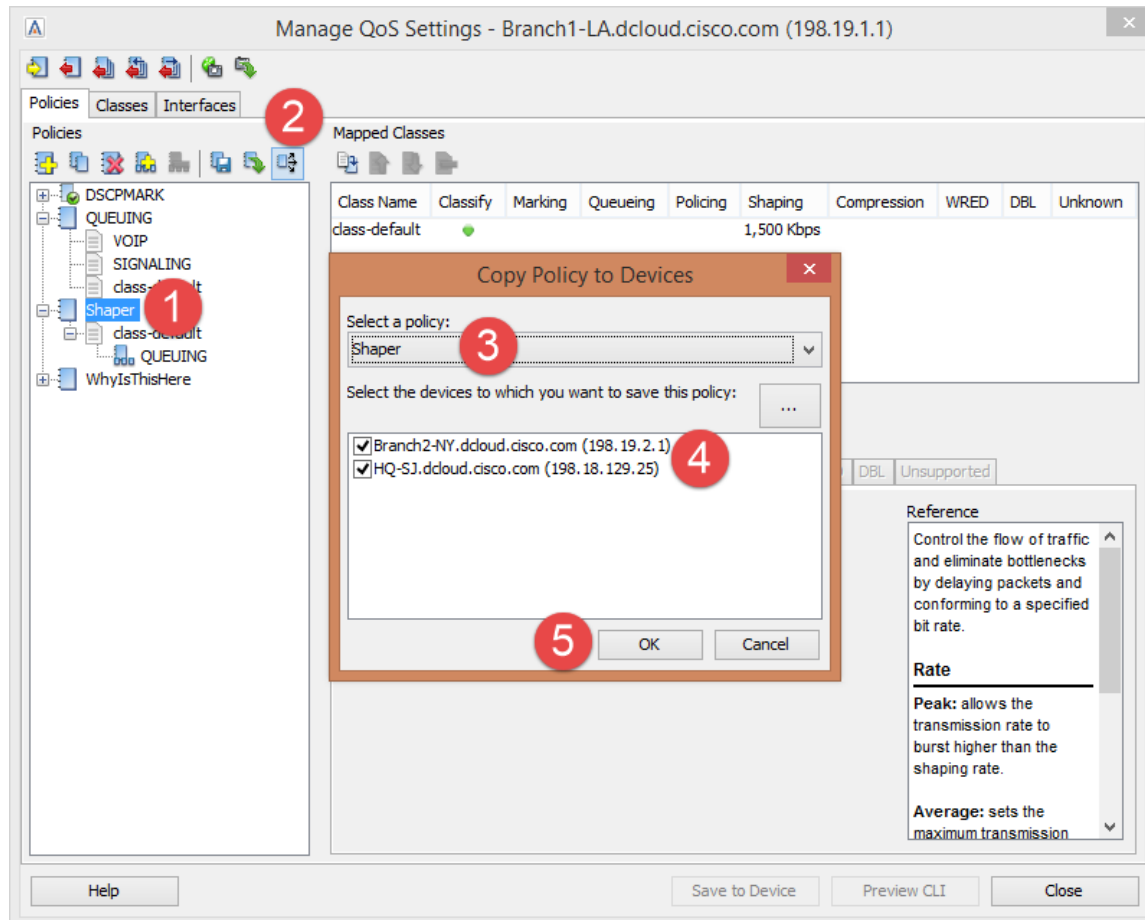 Manage QoS Settings - Branch1-LA.dcloud.cisco.com (198.19.1.1)
Policies Classes Interfaces
2
Policies
Mapped Classes
DSCPMARK
QUEUING
VOIP
SIGNALING
class-
t
Shaper
1
class-default
QUEUING
WhyIsThisHere
Class Name Classify Marking Queueing Policing Shaping Compression WRED DBL Unknown
class-default 1,500 Kbps
Copy Policy to Devices
Select a policy:
Shaper
3
Select the devices to which you want to save this policy:
...
Branch2-NY.dcloud.cisco.com (198.19.2.1)
HQ-SJ.dcloud.cisco.com (198.18.129.25)
4
5
OK Cancel
DBL Unsupported
Reference
Control the flow of traffic
and eliminate bottlenecks
by delaying packets and
conforming to a specified
bit rate.
Rate
Peak: allows the
transmission rate to
burst higher than the
shaping rate.
Average: sets the
maximum transmission
Help Save to Device Preview CLI Close